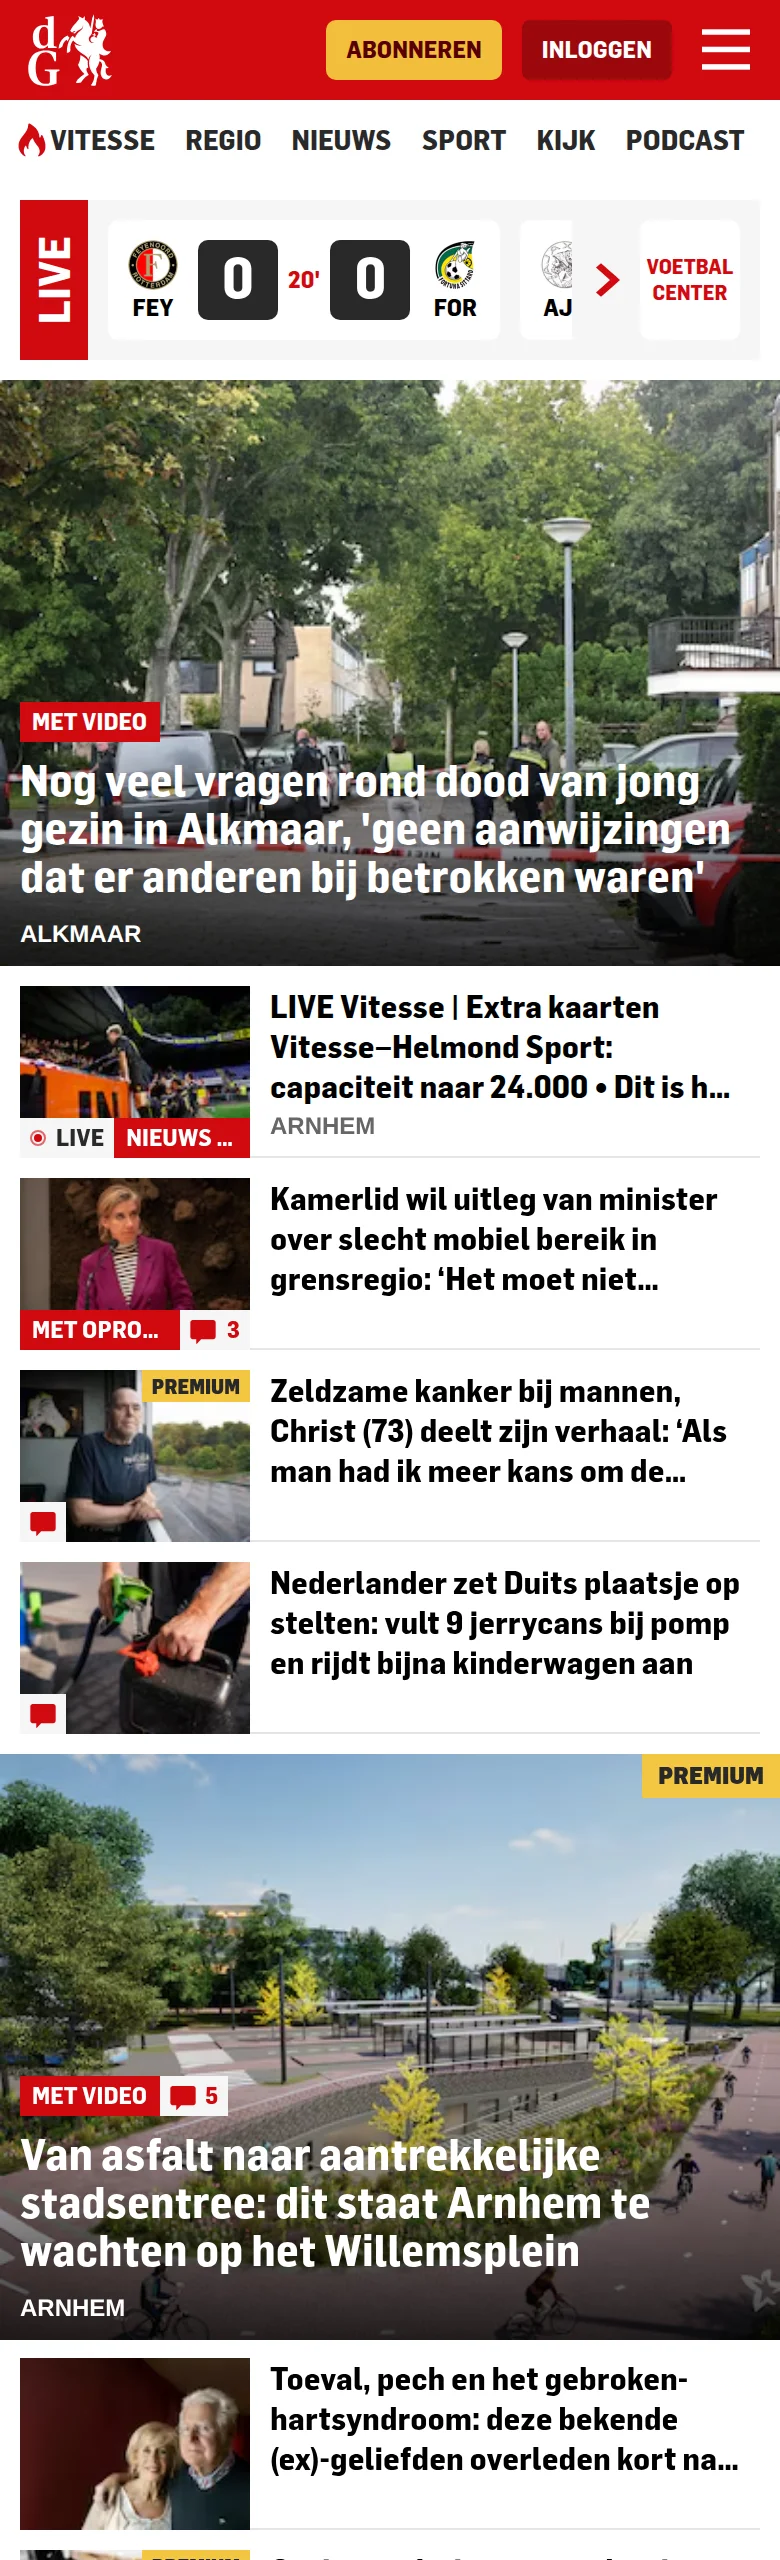 dG
ABONNEREN
INLOGGEN
VITESSE
REGIO
NIEUWS
SPORT
KIJK
PODCAST
LIVE
FEY
0
20'
0
FOR
AJ
VOETBAL
CENTER
MET VIDEO
Nog veel vragen rond dood van jong
gezin in Alkmaar, 'geen aanwijzingen
dat er anderen bij betrokken waren'
ALKMAAR
LIVE Vitesse | Extra kaarten
Vitesse–Helmond Sport:
capaciteit naar 24.000 • Dit is h...
ARNHEM
LIVE
NIEUWS ...
Kamerlid wil uitleg van minister
over slecht mobiel bereik in
grensregio: ‘Het moet niet...
MET OPRO...
3
PREMIUM
Zeldzame kanker bij mannen,
Christ (73) deelt zijn verhaal: ‘Als
man had ik meer kans om de...
Nederlander zet Duits plaatsje op
stelten: vult 9 jerrycans bij pomp
en rijdt bijna kinderwagen aan
PREMIUM
MET VIDEO
5
Van asfalt naar aantrekkelijke
stadsentree: dit staat Arnhem te
wachten op het Willemsplein
ARNHEM
Toeval, pech en het gebroken-
hartsyndroom: deze bekende
(ex)-geliefden overleden kort na...